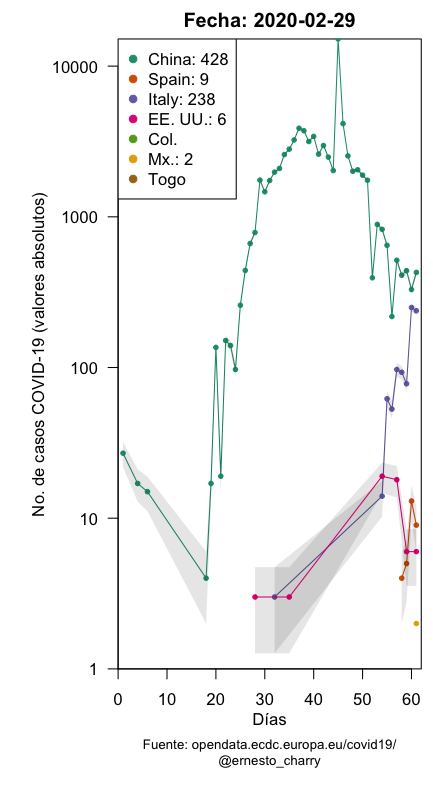 Fecha: 2020-02-29
China: 428
Spain: 9
Italy: 238
EE. UU.: 6
Col.
Mx.: 2
Togo
No. de casos COVID-19 (valores absolutos)
10000
1000
100
10
1
0 10 20 30 40 50 60
Días
Fuente: opendata.ecdc.europa.eu/covid19/
@ernesto_charry